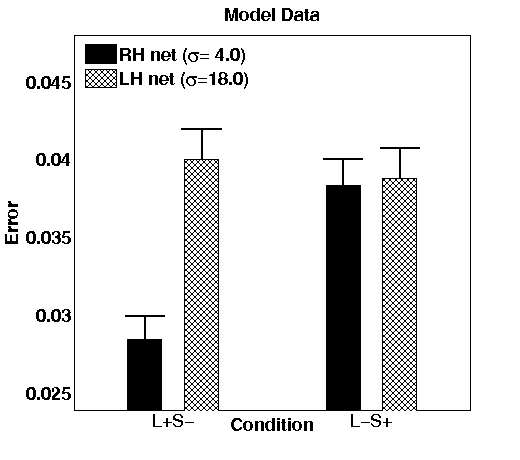 Model Data
RH net (σ= 4.0)
LH net (σ=18.0)
0.045
0.04
0.035
0.03
0.025
Error
L+S−
L−S+
Condition